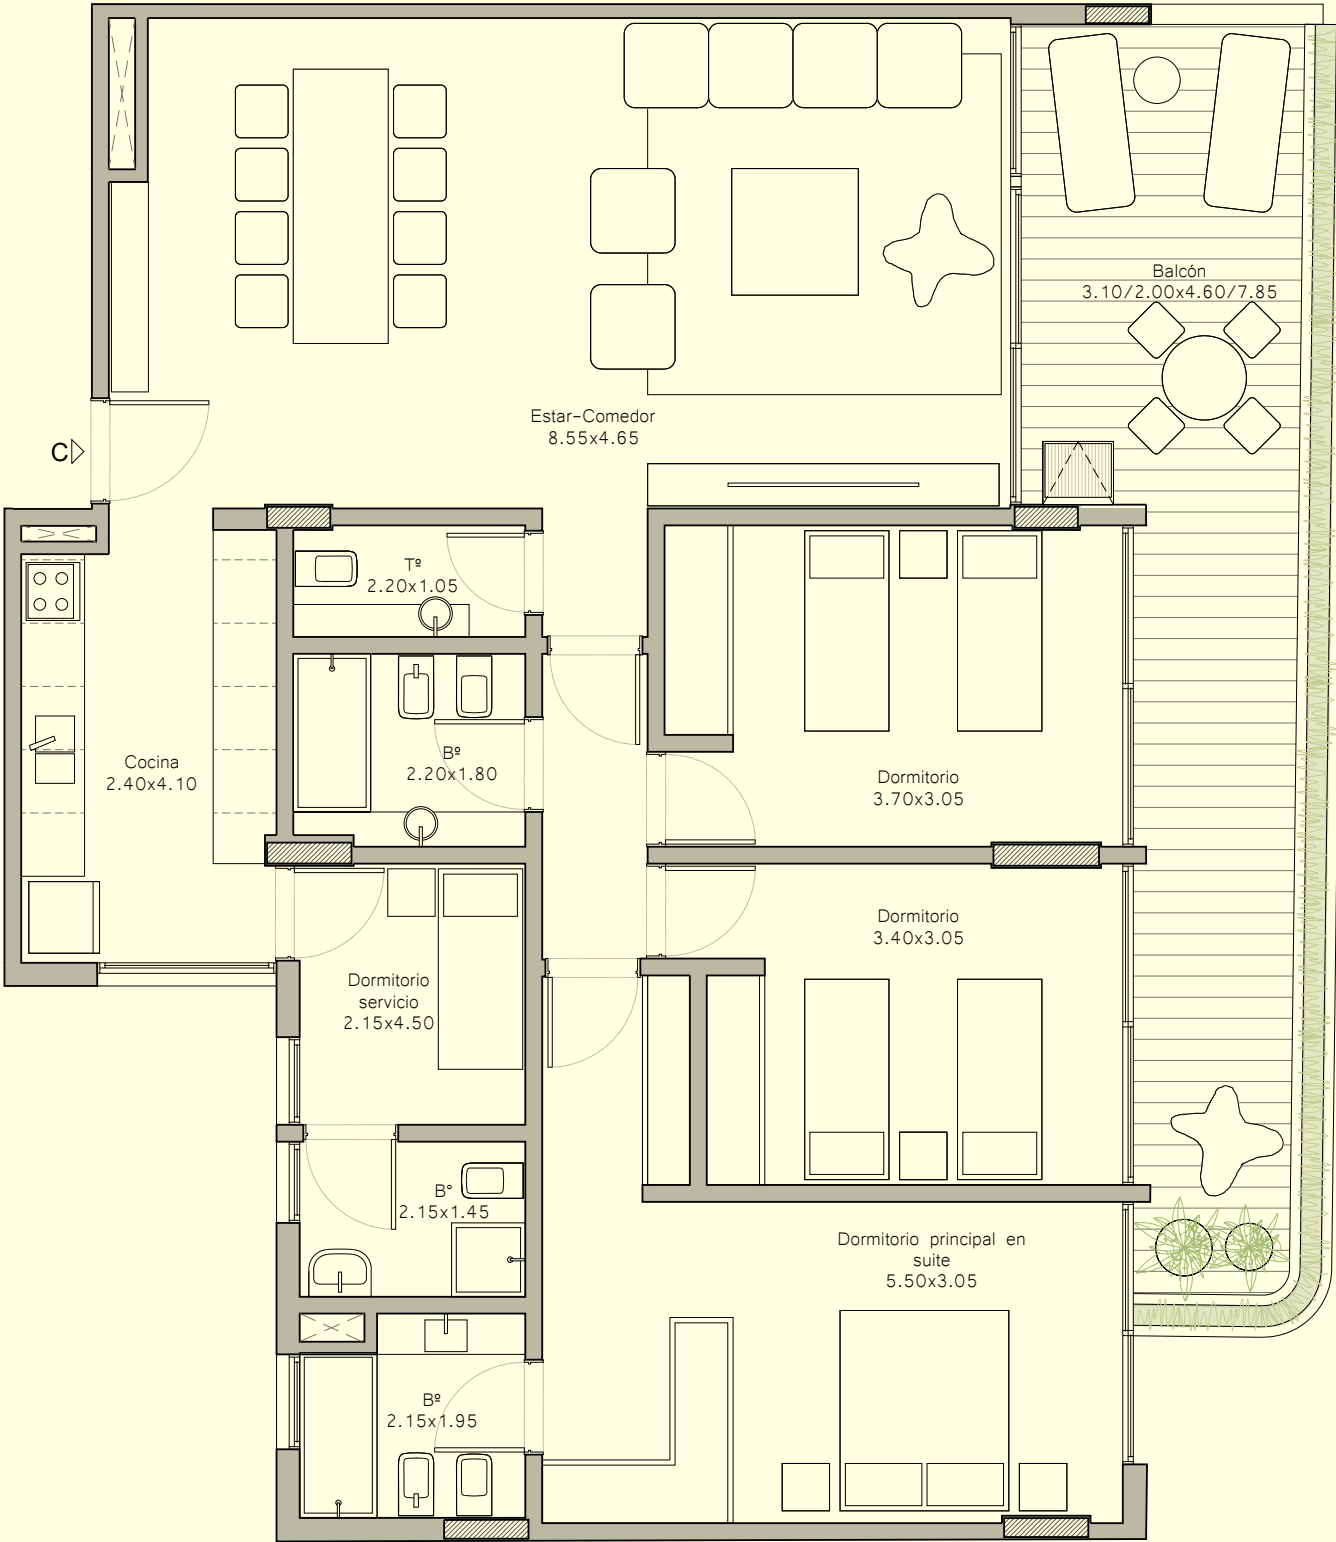 Balcón
3.10/2.00x4.60/7.85
Estar-Comedor
8.55x4.65
C
Tº
2.20x1.05
Bº
2.20x1.80
Cocina
2.40x4.10
Dormitorio
3.70x3.05
Dormitorio
3.40x3.05
Dormitorio
servicio
2.15x4.50
B°
2.15x1.45
Dormitorio principal en
suite
5.50x3.05
Bº
2.15x1.95